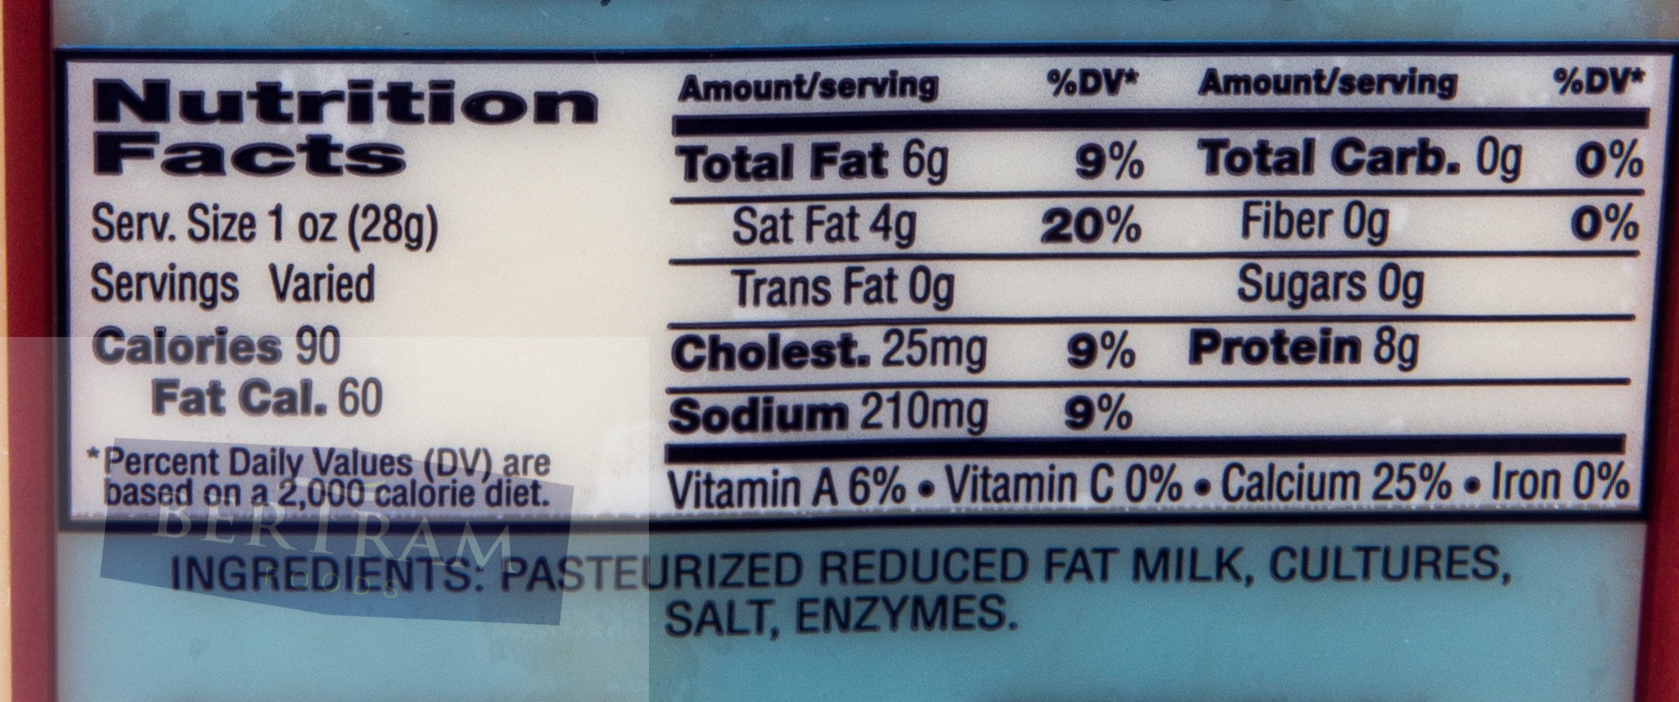 Nutrition
Facts
Serv. Size 1 oz (28g)
Servings Varied
Calories 90
Fat Cal. 60
*Percent Daily Values (DV) are
based on a 2,000 calorie diet.
Amount/serving %DV* Amount/serving %DV*
Total Fat 6g 9% Total Carb. 0g 0%
Sat Fat 4g 20% Fiber 0g 0%
Trans Fat 0g Sugars 0g
Cholest. 25mg 9% Protein 8g
Sodium 210mg 9%
Vitamin A 6% • Vitamin C 0% • Calcium 25% • Iron 0%
BERTRAM
FOODS
INGREDIENTS: PASTEURIZED REDUCED FAT MILK, CULTURES,
SALT, ENZYMES.